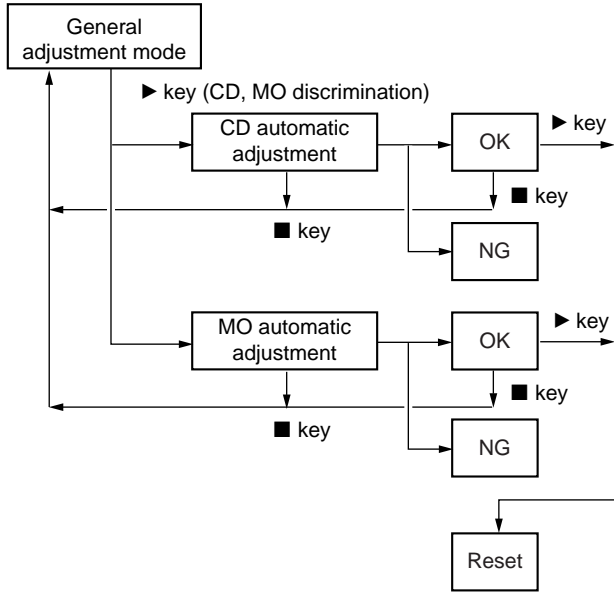 General
adjustment mode
▶ key (CD, MO discrimination)
CD automatic
adjustment
OK
▶ key
■ key
■ key
NG
MO automatic
adjustment
OK
▶ key
■ key
■ key
NG
Reset